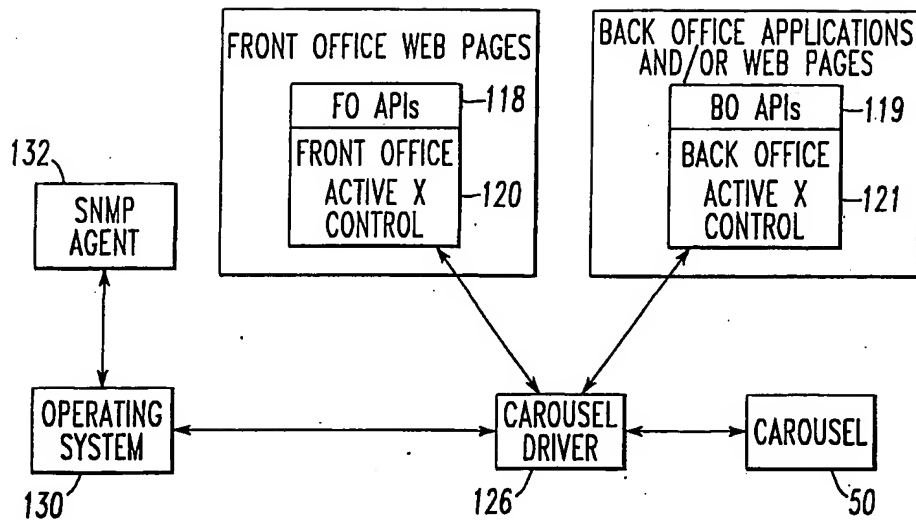 FRONT OFFICE WEB PAGES
FO APIs
118
FRONT OFFICE
ACTIVE X
CONTROL
120
BACK OFFICE APPLICATIONS
AND/OR WEB PAGES
BO APIs
119
BACK OFFICE
ACTIVE X
CONTROL
121
132
SNMP
AGENT
OPERATING
SYSTEM
130
CAROUSEL
DRIVER
126
CAROUSEL
50